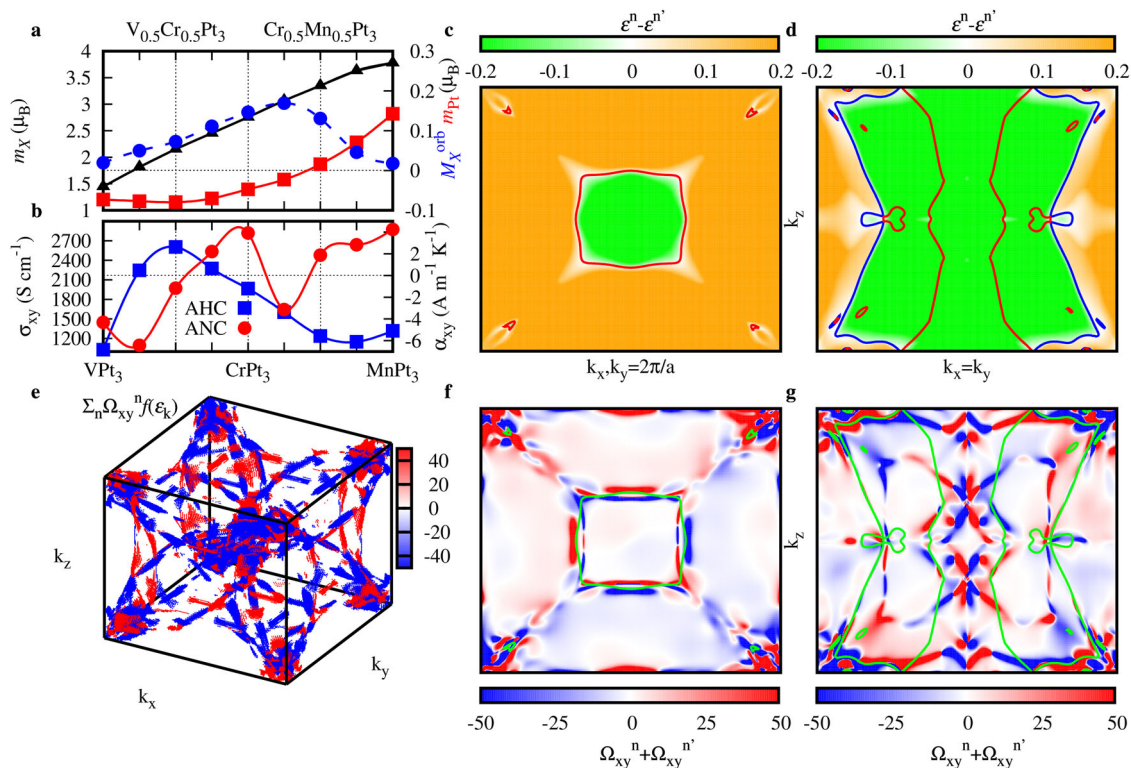 a
V0.5Cr0.5Pt3
Cr0.5Mn0.5Pt3
4
3.5
3
2.5
2
1.5
1
mX (μB)
0.3
0.2
0.1
0
-0.1
mPt (μB)
MX^orb
b
2700
2400
2100
1800
1500
1200
σxy (S cm⁻¹)
AHC
ANC
2
0
-2
-4
-6
αxy (A m⁻¹ K⁻¹)
VPt3
CrPt3
MnPt3
c
εⁿ-εⁿ'
-0.2
-0.1
0
0.1
0.2
kx,ky=2π/a
kz
d
εⁿ-εⁿ'
-0.2
-0.1
0
0.1
0.2
kx=ky
e
ΣnΩxyⁿf(εk)
40
20
0
-20
-40
kz
kx
ky
f
kz
-50
-25
0
25
50
Ωxyⁿ+Ωxyⁿ'
g
-50
-25
0
25
50
Ωxyⁿ+Ωxyⁿ'